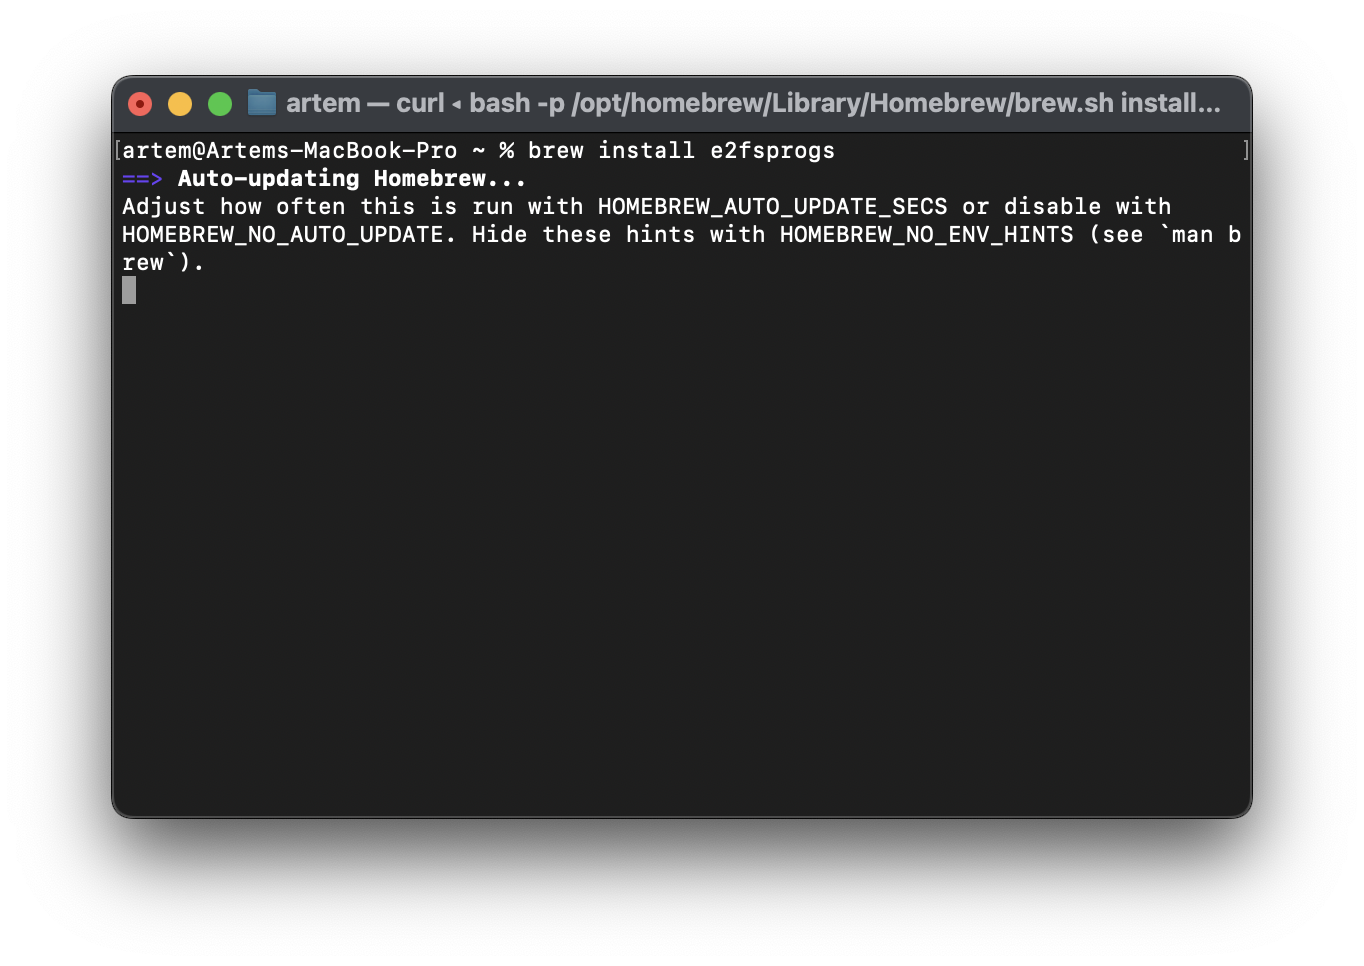 artem — curl ◂ bash -p /opt/homebrew/Library/Homebrew/brew.sh install...
[artem@Artems-MacBook-Pro ~ % brew install e2fsprogs ]
==> Auto-updating Homebrew...
Adjust how often this is run with HOMEBREW_AUTO_UPDATE_SECS or disable with
HOMEBREW_NO_AUTO_UPDATE. Hide these hints with HOMEBREW_NO_ENV_HINTS (see `man b
rew`).